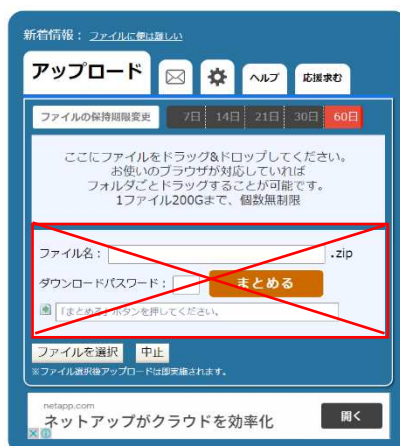 新着情報： ファイルに便は難しい
アップロード ヘルプ 応援求む
ファイルの保持期限変更 7日 14日 21日 30日 60日
ここにファイルをドラッグ&ドロップしてください。
お使いのブラウザが対応していれば
フォルダごとドラッグすることが可能です。
1ファイル200Gまで、個数無制限
ファイル名： .zip
ダウンロードパスワード： まとめる
「まとめる」ボタンを押してください。
ファイルを選択 中止
※ファイル選択後アップロードは即実施されます。
netapp.com
ネットアップがクラウドを効率化 開く